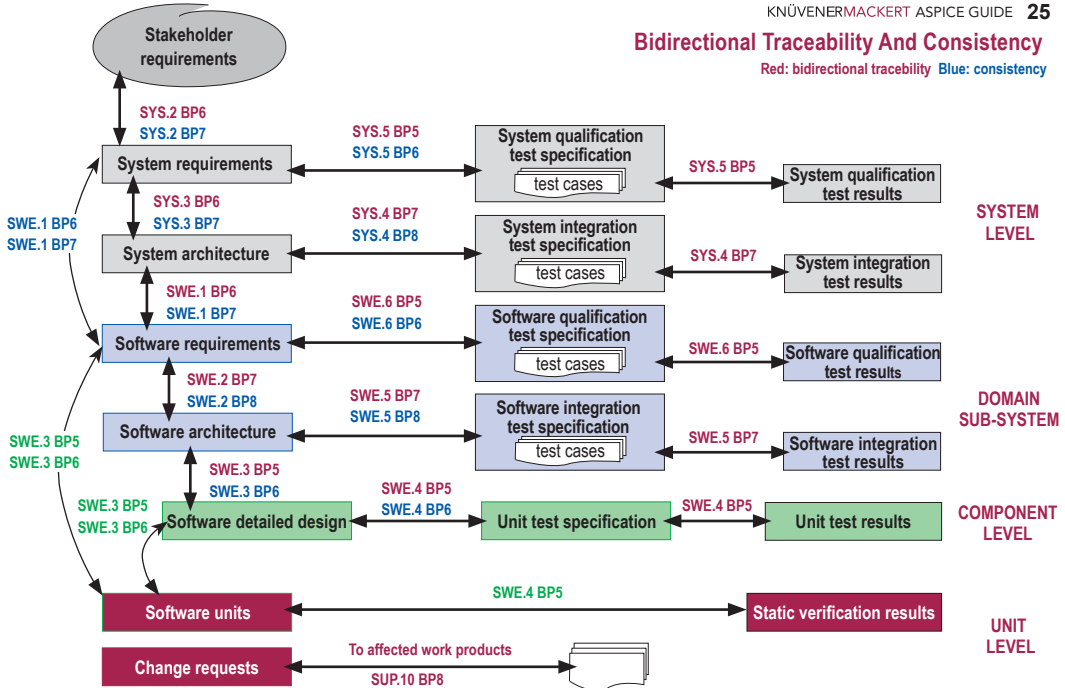 KNÜVENERMACKERT ASPICE GUIDE 25
Bidirectional Traceability And Consistency
Red: bidirectional tracebility Blue: consistency
Stakeholder
requirements
SYS.2 BP6
SYS.2 BP7
System requirements
SYS.5 BP5
SYS.5 BP6
System qualification
test specification
test cases
SYS.5 BP5
System qualification
test results
SYSTEM
LEVEL
SWE.1 BP6
SWE.1 BP7
SYS.3 BP6
SYS.3 BP7
System architecture
SYS.4 BP7
SYS.4 BP8
System integration
test specification
test cases
SYS.4 BP7
System integration
test results
SWE.1 BP6
SWE.1 BP7
Software requirements
SWE.6 BP5
SWE.6 BP6
Software qualification
test specification
test cases
SWE.6 BP5
Software qualification
test results
DOMAIN
SUB-SYSTEM
SWE.2 BP7
SWE.2 BP8
Software architecture
SWE.5 BP7
SWE.5 BP8
Software integration
test specification
test cases
SWE.5 BP7
Software integration
test results
SWE.3 BP5
SWE.3 BP6
SWE.3 BP5
SWE.3 BP6
SWE.3 BP5
SWE.3 BP6
Software detailed design
SWE.4 BP5
SWE.4 BP6
Unit test specification
SWE.4 BP5
Unit test results
COMPONENT
LEVEL
Software units
SWE.4 BP5
Static verification results
UNIT
LEVEL
Change requests
To affected work products
SUP.10 BP8